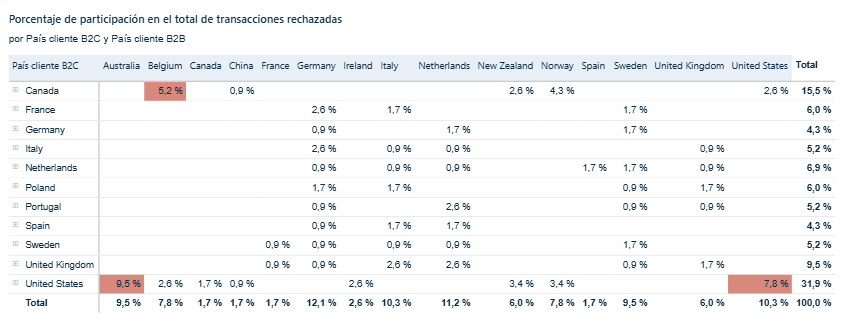 Porcentaje de participación en el total de transacciones rechazadas
por País cliente B2C y País cliente B2B
País cliente B2C Australia Belgium Canada China France Germany Ireland Italy Netherlands New Zealand Norway Spain Sweden United Kingdom United States Total
Canada 5,2 % 0,9 % 2,6 % 4,3 % 2,6 % 15,5 %
France 2,6 % 1,7 % 1,7 % 6,0 %
Germany 0,9 % 1,7 % 1,7 % 4,3 %
Italy 2,6 % 0,9 % 0,9 % 0,9 % 5,2 %
Netherlands 0,9 % 0,9 % 0,9 % 1,7 % 1,7 % 0,9 % 6,9 %
Poland 1,7 % 1,7 % 0,9 % 1,7 % 6,0 %
Portugal 0,9 % 2,6 % 0,9 % 0,9 % 5,2 %
Spain 0,9 % 1,7 % 1,7 % 4,3 %
Sweden 0,9 % 0,9 % 0,9 % 0,9 % 1,7 % 5,2 %
United Kingdom 0,9 % 0,9 % 2,6 % 2,6 % 0,9 % 1,7 % 9,5 %
United States 9,5 % 2,6 % 1,7 % 0,9 % 2,6 % 3,4 % 3,4 % 7,8 % 31,9 %
Total 9,5 % 7,8 % 1,7 % 1,7 % 1,7 % 12,1 % 2,6 % 10,3 % 11,2 % 6,0 % 7,8 % 1,7 % 9,5 % 6,0 % 10,3 % 100,0 %